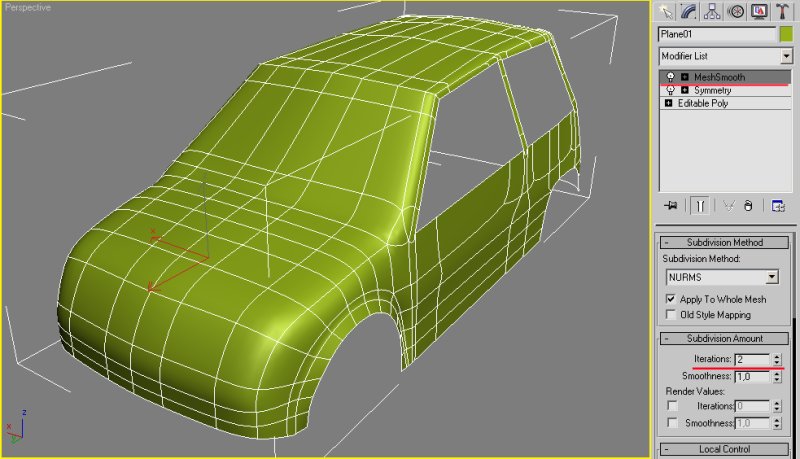 Perspective
Plane01
Modifier List
MeshSmooth
Symmetry
Editable Poly
- Subdivision Method
Subdivision Method:
NURMS
Apply To Whole Mesh
Old Style Mapping
- Subdivision Amount
Iterations: 2
Smoothness: 1,0
Render Values:
Iterations: 0
Smoothness: 1,0
- Local Control
x
z
x